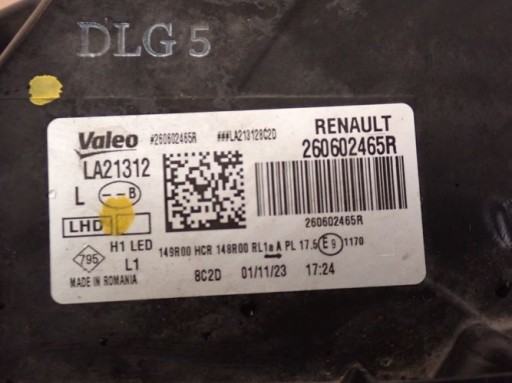 DLG 5
Valeo #260602465R ###LA213128C2D RENAULT
LA21312 260602465R
L --B
LHD
260602465R
H1 LED 149R00 HCR 148R00 RL1a A PL 17.5 E9 1170
795 L1
MADE IN ROMANIA 8C2D 01/11/23 17:24